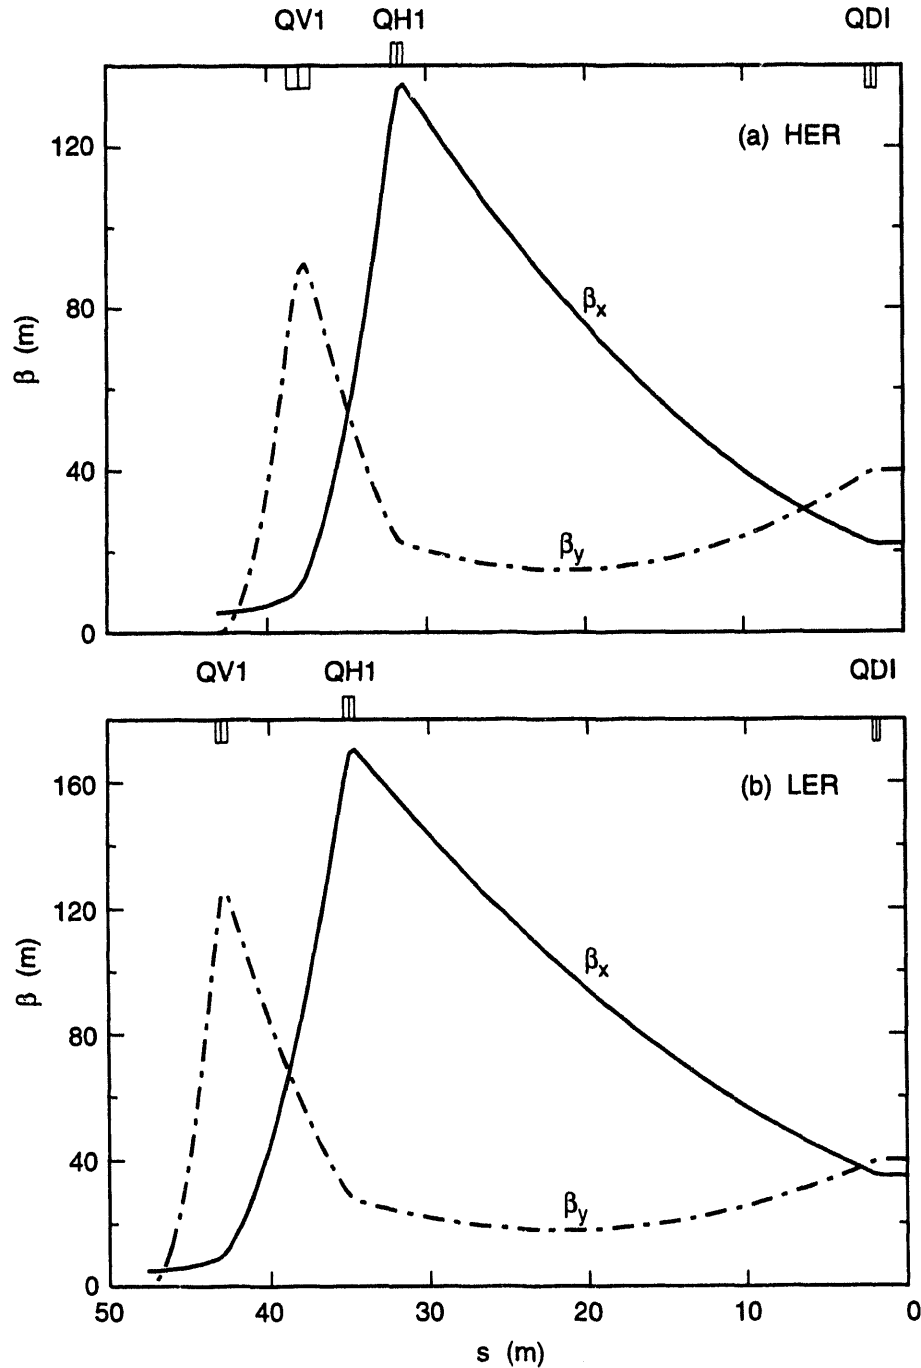 QV1 QH1 QDI
(a) HER
120
βx
80
β (m)
40
βy
0
QV1 QH1 QDI
(b) LER
160
120
βx
β (m)
80
40
βy
0
50 40 30 20 10 0
s (m)